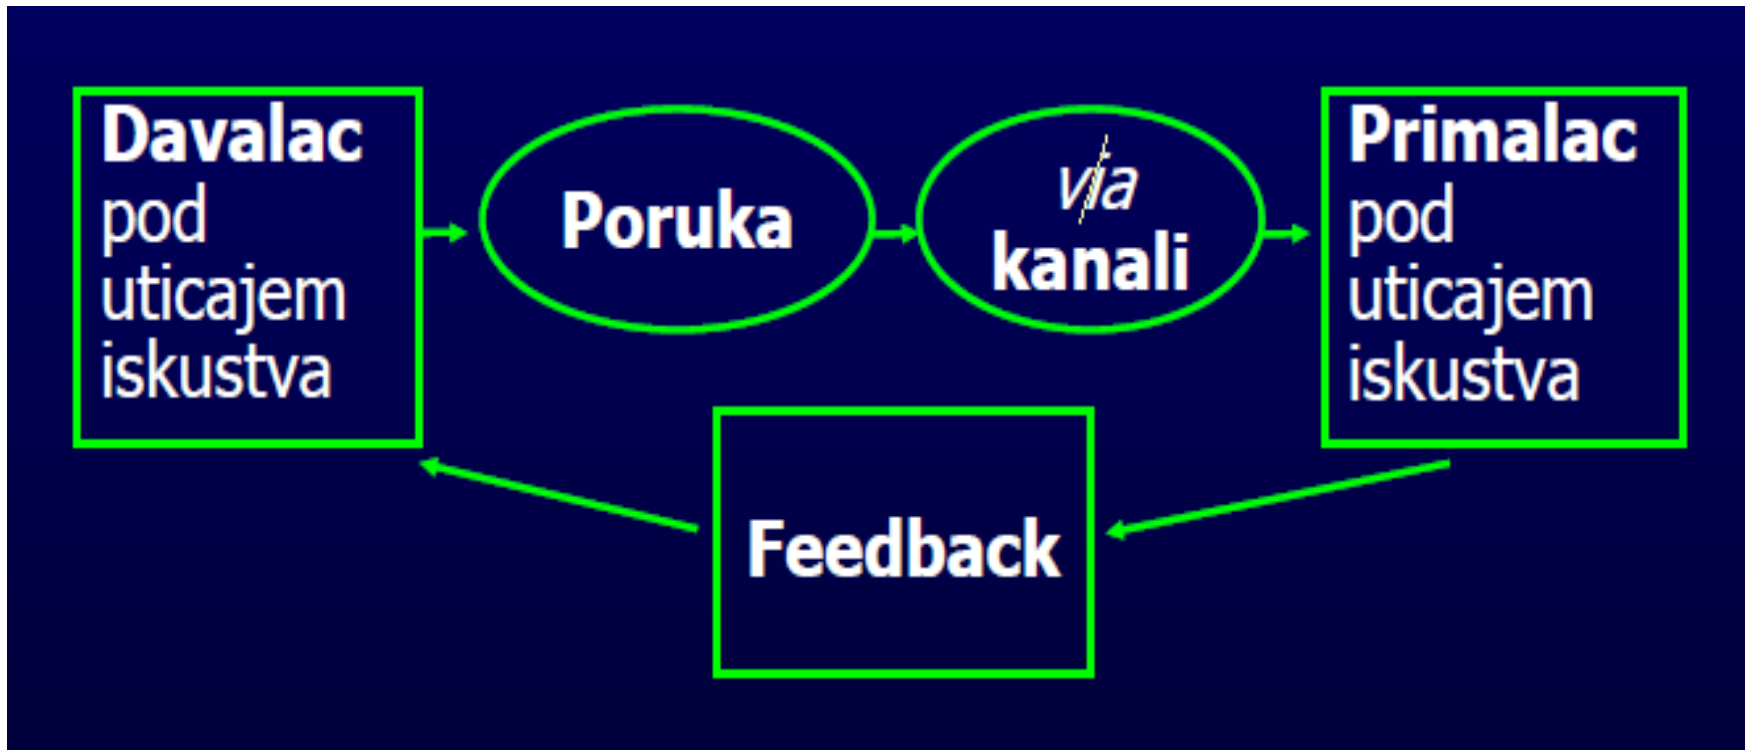 Davalac
pod
uticajem
iskustva
Poruka
via
kanali
Primalac
pod
uticajem
iskustva
Feedback